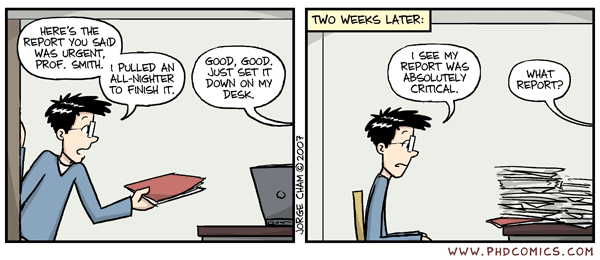 HERE'S THE
REPORT YOU SAID
WAS URGENT,
PROF. SMITH.
I PULLED AN
ALL-NIGHTER
TO FINISH IT.
GOOD, GOOD.
JUST SET IT
DOWN ON MY
DESK.
JORGE CHAM © 2007
TWO WEEKS LATER:
I SEE MY
REPORT WAS
ABSOLUTELY
CRITICAL.
WHAT
REPORT?
WWW.PHDCOMICS.COM